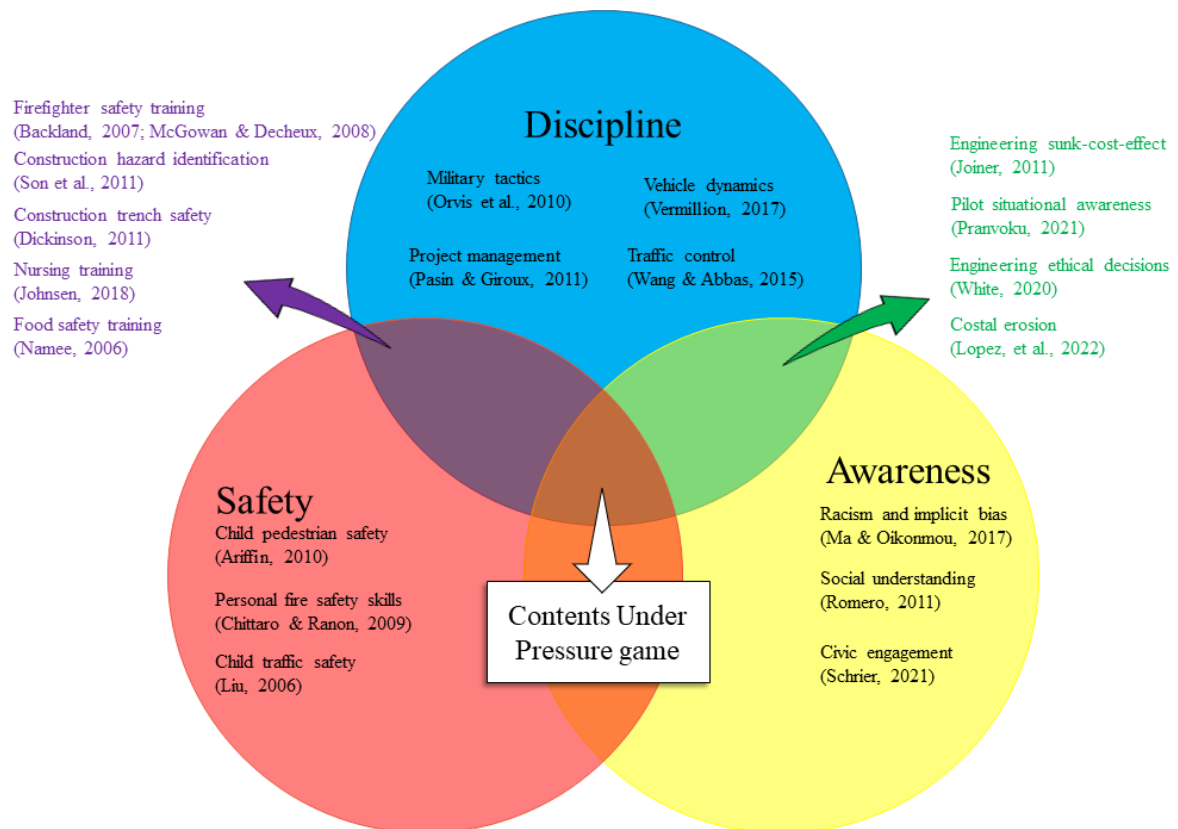 Discipline
Military tactics
(Orvis et al., 2010)
Vehicle dynamics
(Vermillion, 2017)
Project management
(Pasin & Giroux, 2011)
Traffic control
(Wang & Abbas, 2015)
Firefighter safety training
(Backland, 2007; McGowan & Decheux, 2008)
Construction hazard identification
(Son et al., 2011)
Construction trench safety
(Dickinson, 2011)
Nursing training
(Johnsen, 2018)
Food safety training
(Namee, 2006)
Engineering sunk-cost-effect
(Joiner, 2011)
Pilot situational awareness
(Pranvoku, 2021)
Engineering ethical decisions
(White, 2020)
Costal erosion
(Lopez, et al., 2022)
Safety
Child pedestrian safety
(Ariffin, 2010)
Personal fire safety skills
(Chittaro & Ranon, 2009)
Child traffic safety
(Liu, 2006)
Contents Under
Pressure game
Awareness
Racism and implicit bias
(Ma & Oikonmou, 2017)
Social understanding
(Romero, 2011)
Civic engagement
(Schrier, 2021)